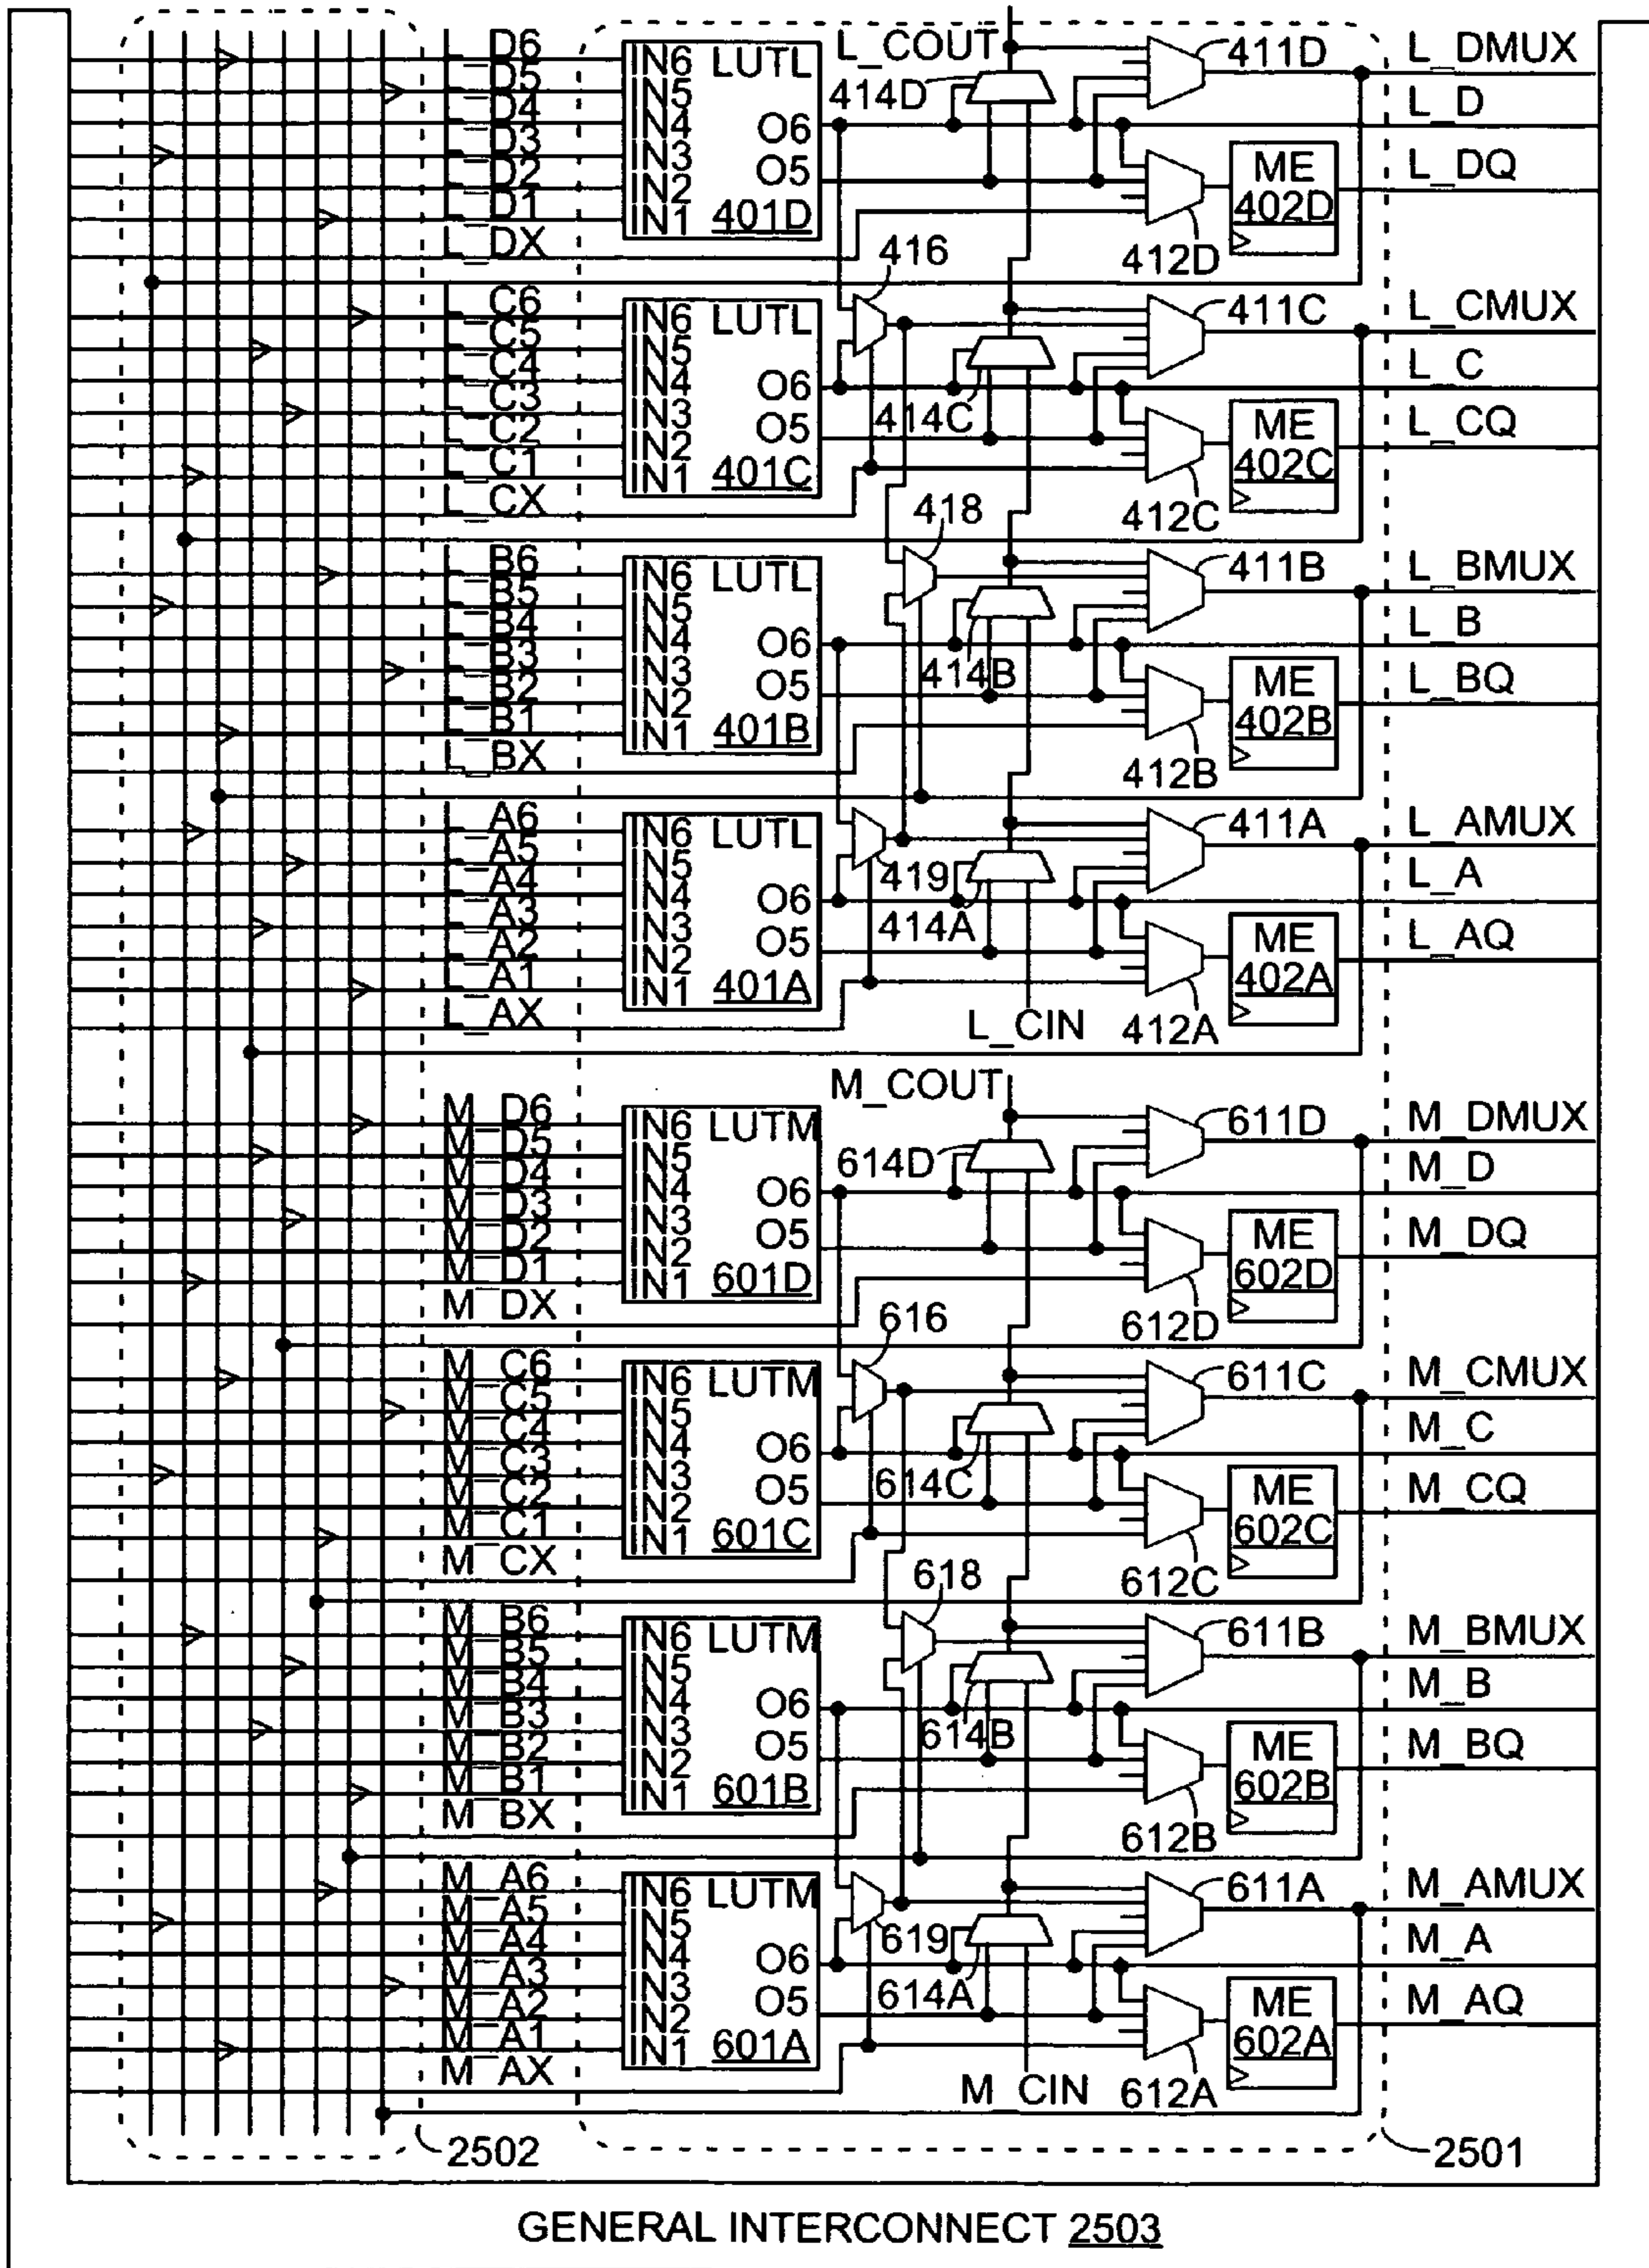 L_D6
L_D5
L_D4
L_D3
L_D2
L_D1
L_DX
IN6 LUTL
IN5
IN4
IN3
IN2
IN1 401D
O6
O5
L_COUT
414D
411D
412D
ME
402D
L_DMUX
L_D
L_DQ
416
L_C6
L_C5
L_C4
L_C3
L_C2
L_C1
L_CX
IN6 LUTL
IN5
IN4
IN3
IN2
IN1 401C
O6
O5
414C
411C
412C
ME
402C
L_CMUX
L_C
L_CQ
418
L_B6
L_B5
L_B4
L_B3
L_B2
L_B1
L_BX
IN6 LUTL
IN5
IN4
IN3
IN2
IN1 401B
O6
O5
414B
411B
412B
ME
402B
L_BMUX
L_B
L_BQ
L_A6
L_A5
L_A4
L_A3
L_A2
L_A1
L_AX
IN6 LUTL
IN5
IN4
IN3
IN2
IN1 401A
O6
O5
419
414A
L_CIN
411A
412A
ME
402A
L_AMUX
L_A
L_AQ
M_COUT
M_D6
M_D5
M_D4
M_D3
M_D2
M_D1
M_DX
IN6 LUTM
IN5
IN4
IN3
IN2
IN1 601D
O6
O5
614D
611D
612D
ME
602D
M_DMUX
M_D
M_DQ
616
M_C6
M_C5
M_C4
M_C3
M_C2
M_C1
M_CX
IN6 LUTM
IN5
IN4
IN3
IN2
IN1 601C
O6
O5
614C
611C
612C
ME
602C
M_CMUX
M_C
M_CQ
618
M_B6
M_B5
M_B4
M_B3
M_B2
M_B1
M_BX
IN6 LUTM
IN5
IN4
IN3
IN2
IN1 601B
O6
O5
614B
611B
612B
ME
602B
M_BMUX
M_B
M_BQ
M_A6
M_A5
M_A4
M_A3
M_A2
M_A1
M_AX
IN6 LUTM
IN5
IN4
IN3
IN2
IN1 601A
O6
O5
619
614A
M_CIN
611A
612A
ME
602A
M_AMUX
M_A
M_AQ
2502
2501
GENERAL INTERCONNECT 2503